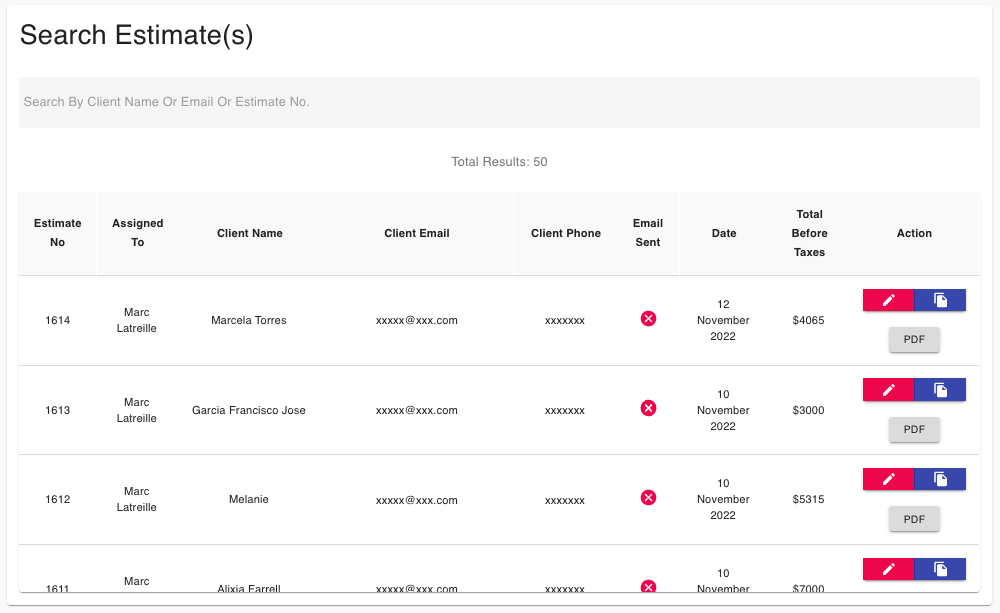 Search Estimate(s)
Search By Client Name Or Email Or Estimate No.
Total Results: 50
Estimate No Assigned To Client Name Client Email Client Phone Email Sent Date Total Before Taxes Action
1614 Marc Latreille Marcela Torres xxxxx@xxx.com xxxxxxx 12 November 2022 $4065
PDF
1613 Marc Latreille Garcia Francisco Jose xxxxx@xxx.com xxxxxxx 10 November 2022 $3000
PDF
1612 Marc Latreille Melanie xxxxx@xxx.com xxxxxxx 10 November 2022 $5315
PDF
1611 Marc Alixia Farrell xxxxx@xxx.com xxxxxxx 10 November $7000